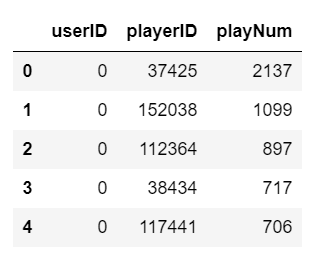 userID playerID playNum
0 0 37425 2137
1 0 152038 1099
2 0 112364 897
3 0 38434 717
4 0 117441 706